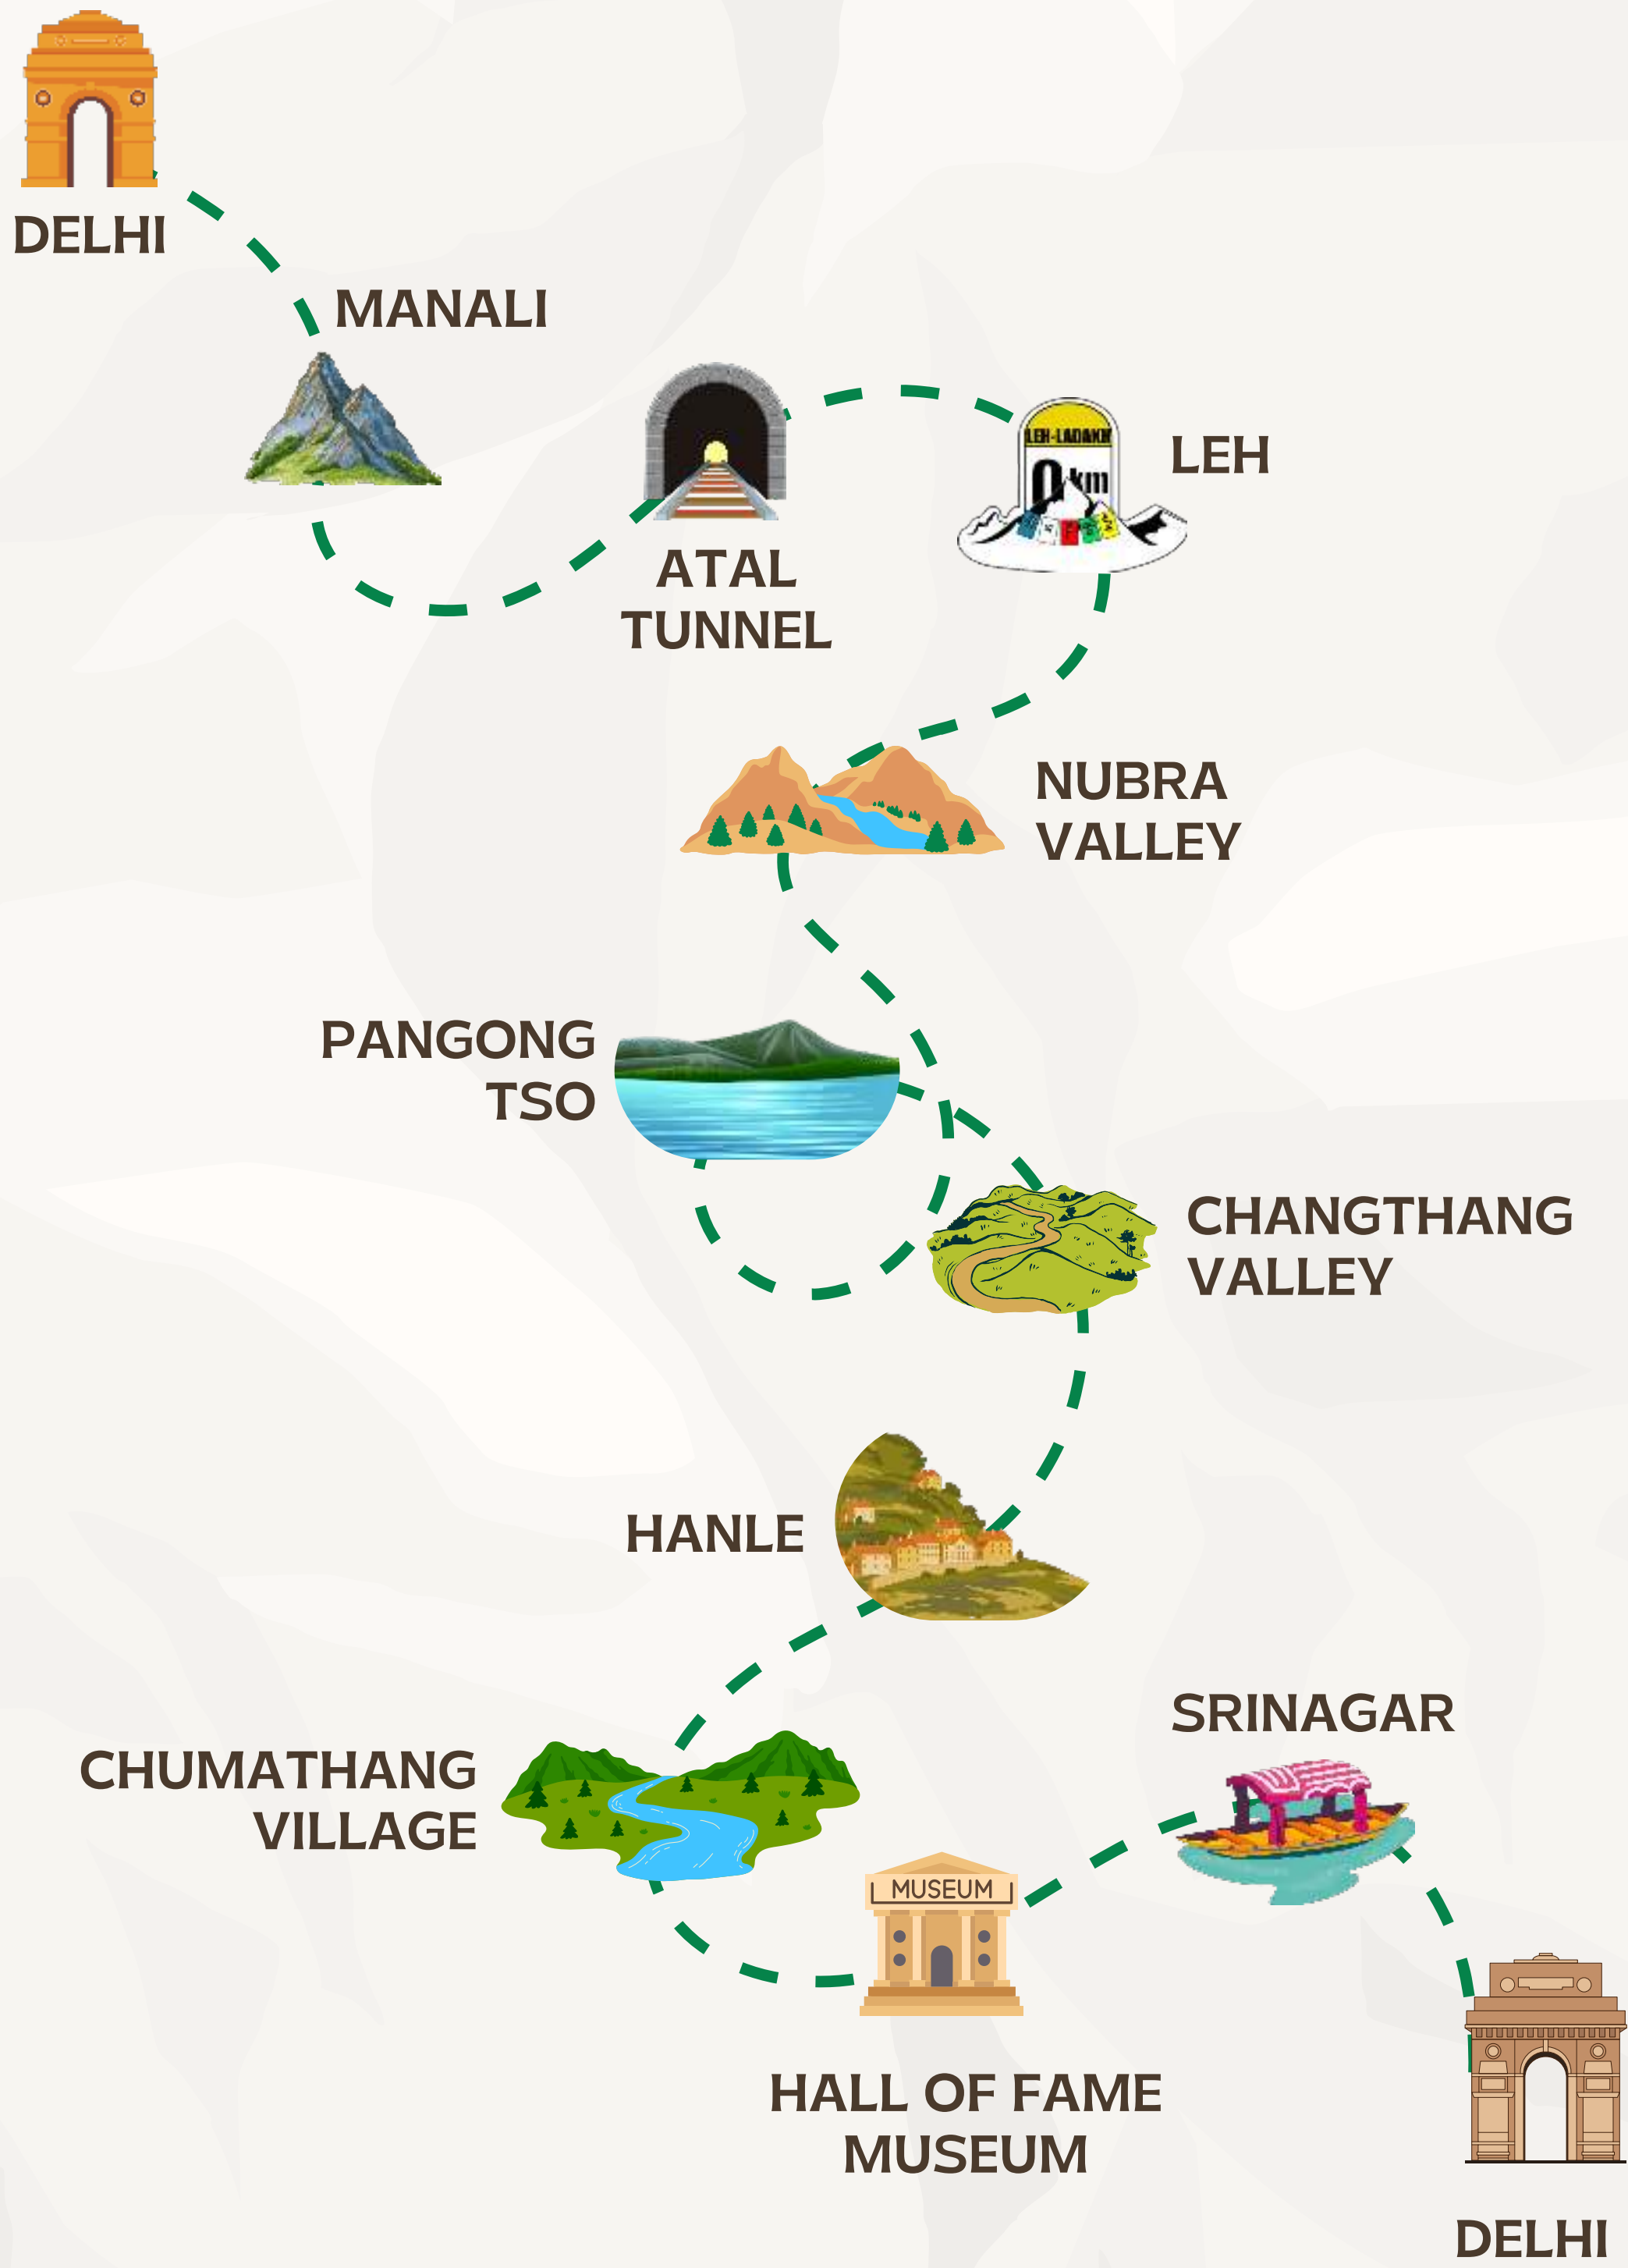 DELHI
MANALI
LEH-LADAKH
0 km
LEH
ATAL
TUNNEL
NUBRA
VALLEY
PANGONG
TSO
CHANGTHANG
VALLEY
HANLE
SRINAGAR
CHUMATHANG
VILLAGE
MUSEUM
HALL OF FAME
MUSEUM
DELHI